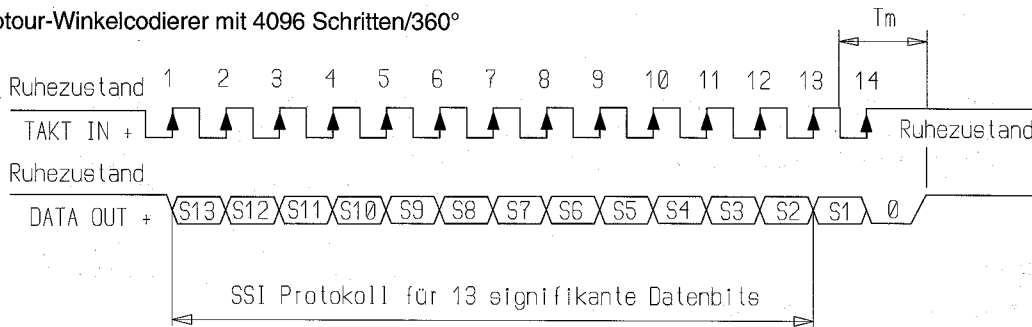 otour-Winkelcodierer mit 4096 Schritten/360°
Tm
Ruhezustand 1 2 3 4 5 6 7 8 9 10 11 12 13 14
TAKT IN + Ruhezustand
Ruhezustand
DATA OUT + S13 S12 S11 S10 S9 S8 S7 S6 S5 S4 S3 S2 S1 0
SSI Protokoll für 13 signifikante Datenbits